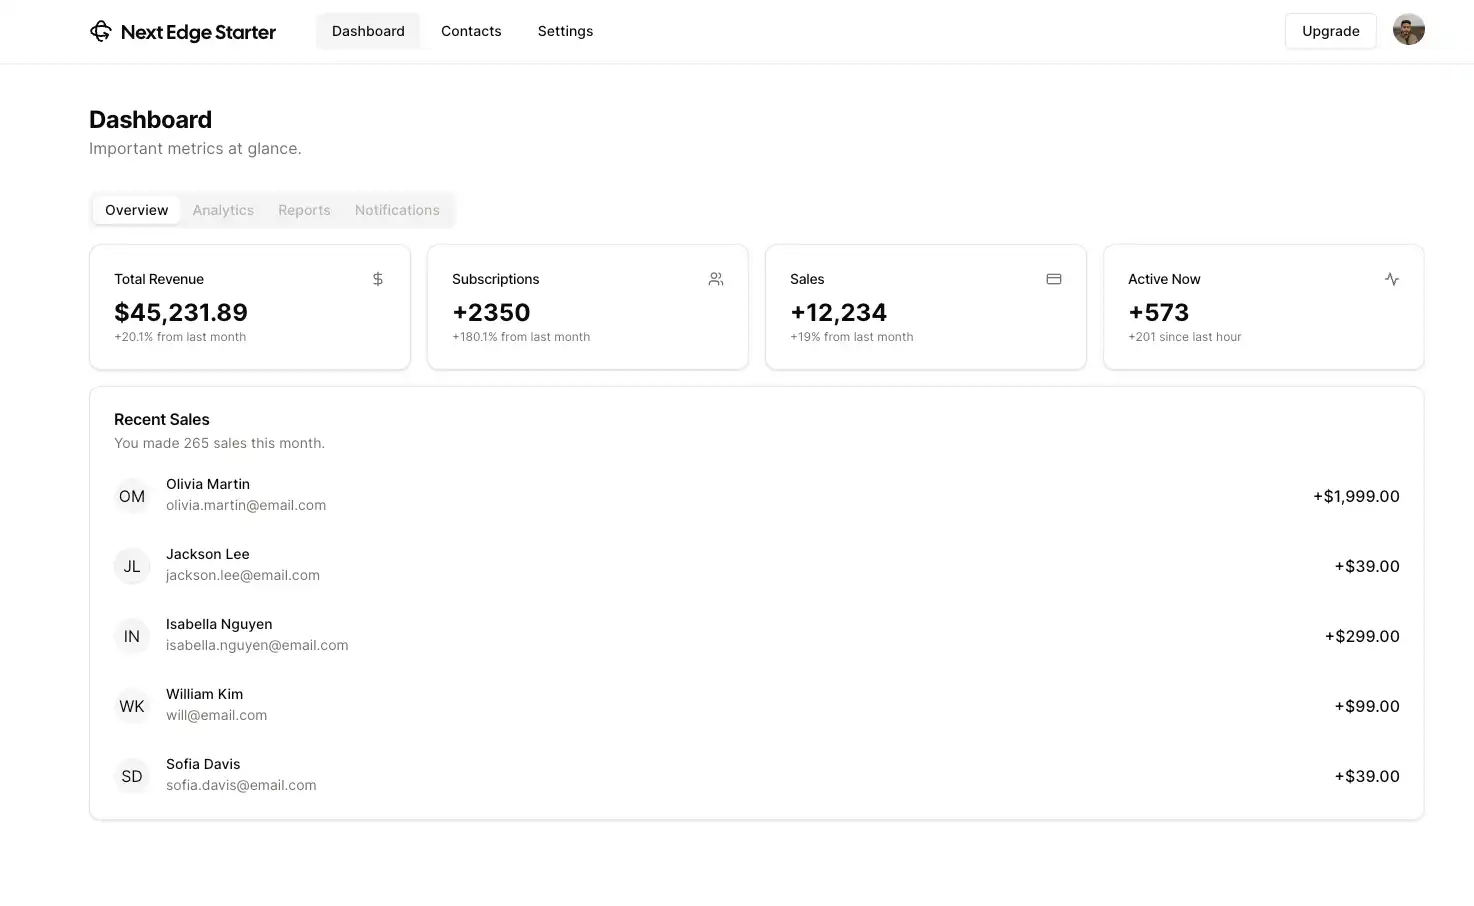 Next Edge Starter
Dashboard
Contacts
Settings
Upgrade
Dashboard
Important metrics at glance.
Overview
Analytics
Reports
Notifications
Total Revenue
$45,231.89
+20.1% from last month
Subscriptions
+2350
+180.1% from last month
Sales
+12,234
+19% from last month
Active Now
+573
+201 since last hour
Recent Sales
You made 265 sales this month.
OM
Olivia Martin
olivia.martin@email.com
+$1,999.00
JL
Jackson Lee
jackson.lee@email.com
+$39.00
IN
Isabella Nguyen
isabella.nguyen@email.com
+$299.00
WK
William Kim
will@email.com
+$99.00
SD
Sofia Davis
sofia.davis@email.com
+$39.00